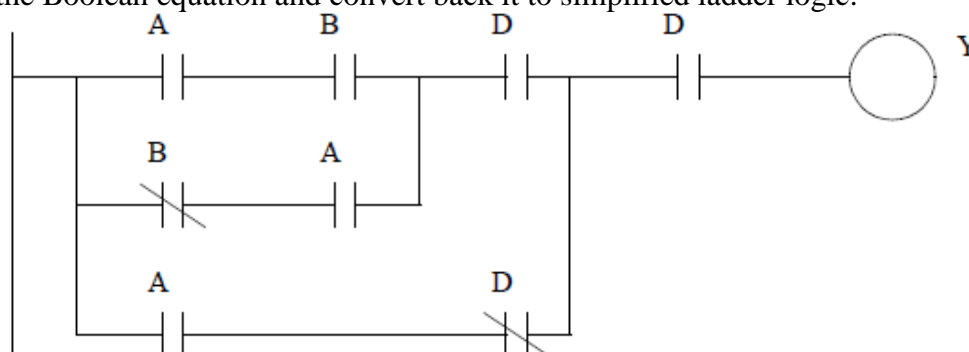 the Boolean equation and convert back it to simplified ladder logic.
A B D D Y
B A
A D